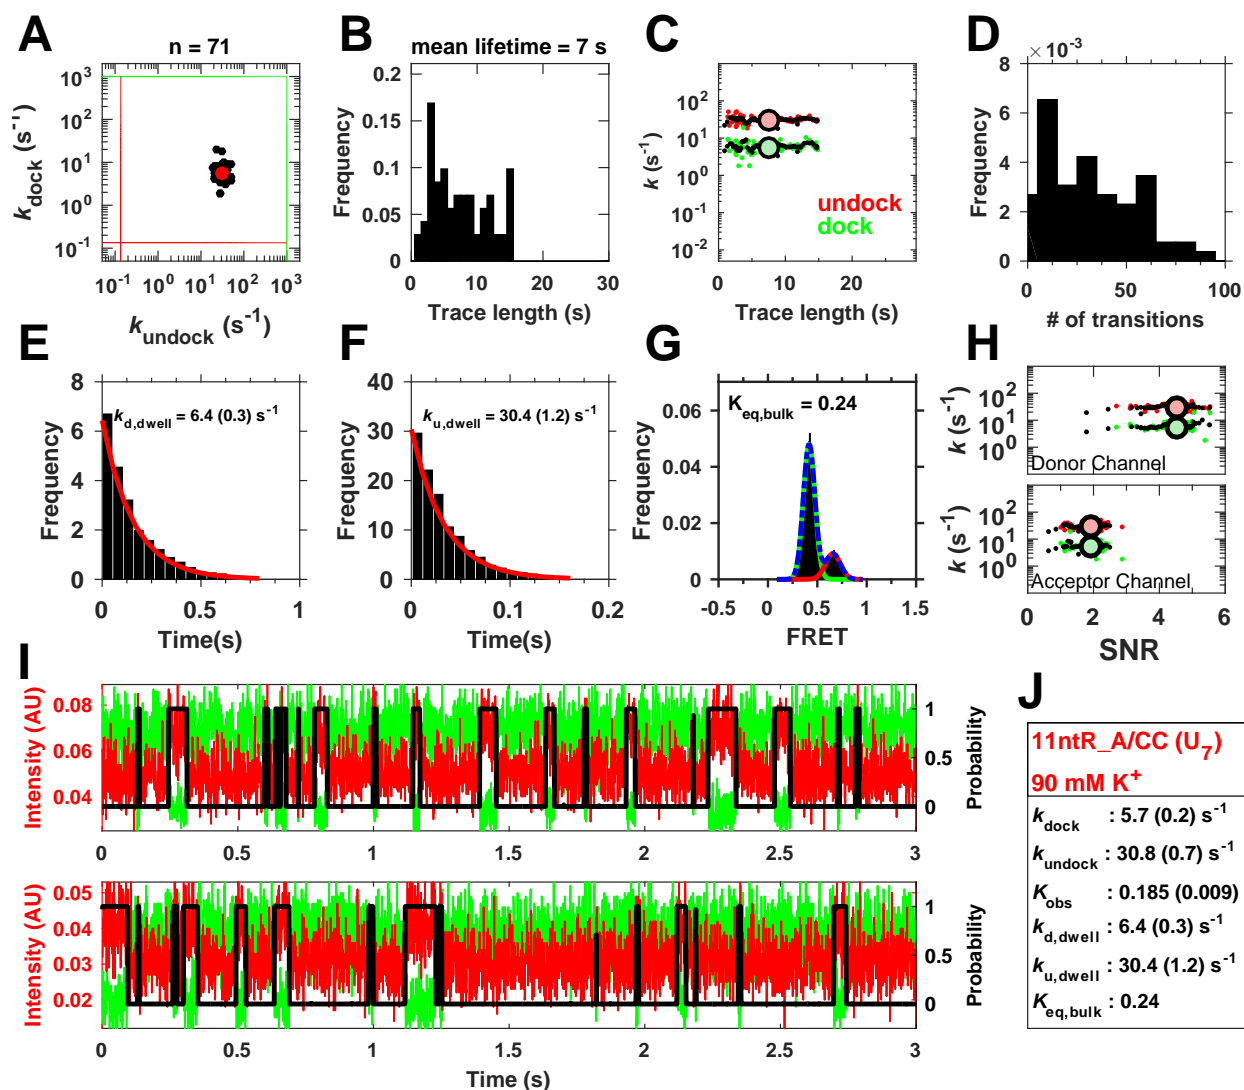 A
n = 71
k_dock (s⁻¹)
10³
10²
10¹
10⁰
10⁻¹
10⁻¹ 10⁰ 10¹ 10² 10³
k_undock (s⁻¹)
B
mean lifetime = 7 s
Frequency
0.2
0.15
0.1
0.05
0
0 10 20 30
Trace length (s)
C
k (s⁻¹)
10²
10¹
10⁰
10⁻¹
10⁻²
undock
dock
0 10 20
Trace length (s)
D
× 10⁻³
Frequency
8
6
4
2
0
0 50 100
# of transitions
E
Frequency
8
6
4
2
0
k_d,dwell = 6.4 (0.3) s⁻¹
0 0.5 1
Time(s)
F
Frequency
40
30
20
10
0
k_u,dwell = 30.4 (1.2) s⁻¹
0 0.1 0.2
Time(s)
G
Frequency
0.06
0.04
0.02
0
K_eq,bulk = 0.24
-0.5 0 0.5 1 1.5
FRET
H
k (s⁻¹)
10²
10¹
10⁰
Donor Channel
k (s⁻¹)
10²
10¹
10⁰
Acceptor Channel
0 2 4 6
SNR
I
Intensity (AU)
0.08
0.06
0.04
1
0.5
0
Probability
0 0.5 1 1.5 2 2.5 3
Intensity (AU)
0.05
0.04
0.03
0.02
1
0.5
0
Probability
0 0.5 1 1.5 2 2.5 3
Time (s)
J
11ntR_A/CC (U₇)
90 mM K⁺
k_dock : 5.7 (0.2) s⁻¹
k_undock : 30.8 (0.7) s⁻¹
K_obs : 0.185 (0.009)
k_d,dwell : 6.4 (0.3) s⁻¹
k_u,dwell : 30.4 (1.2) s⁻¹
K_eq,bulk : 0.24